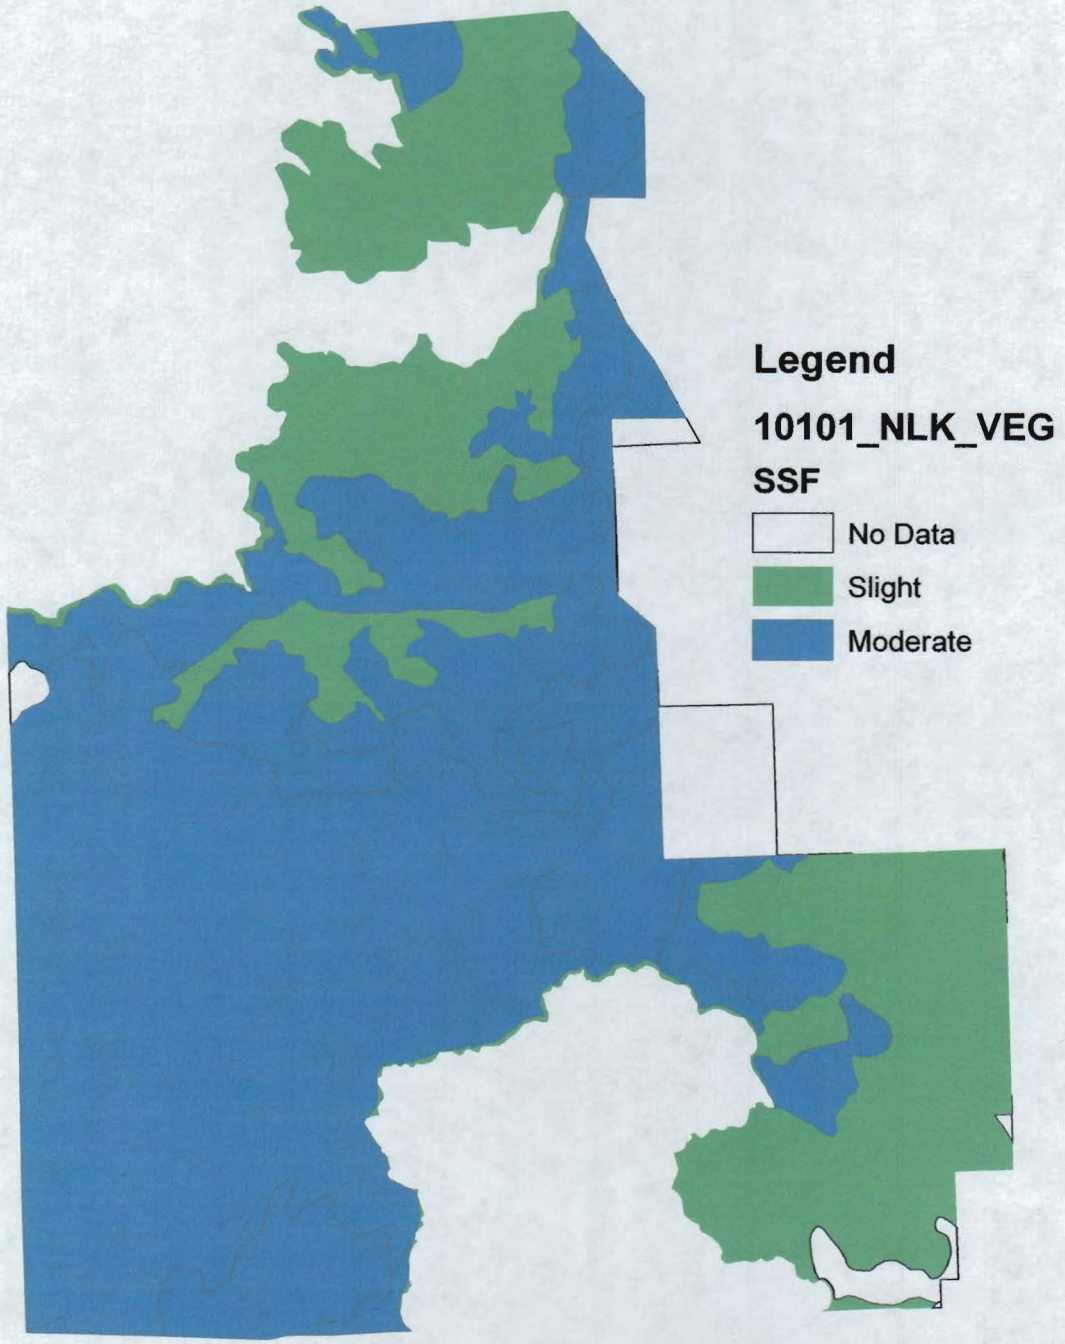 Legend
10101_NLK_VEG
SSF
No Data
Slight
Moderate